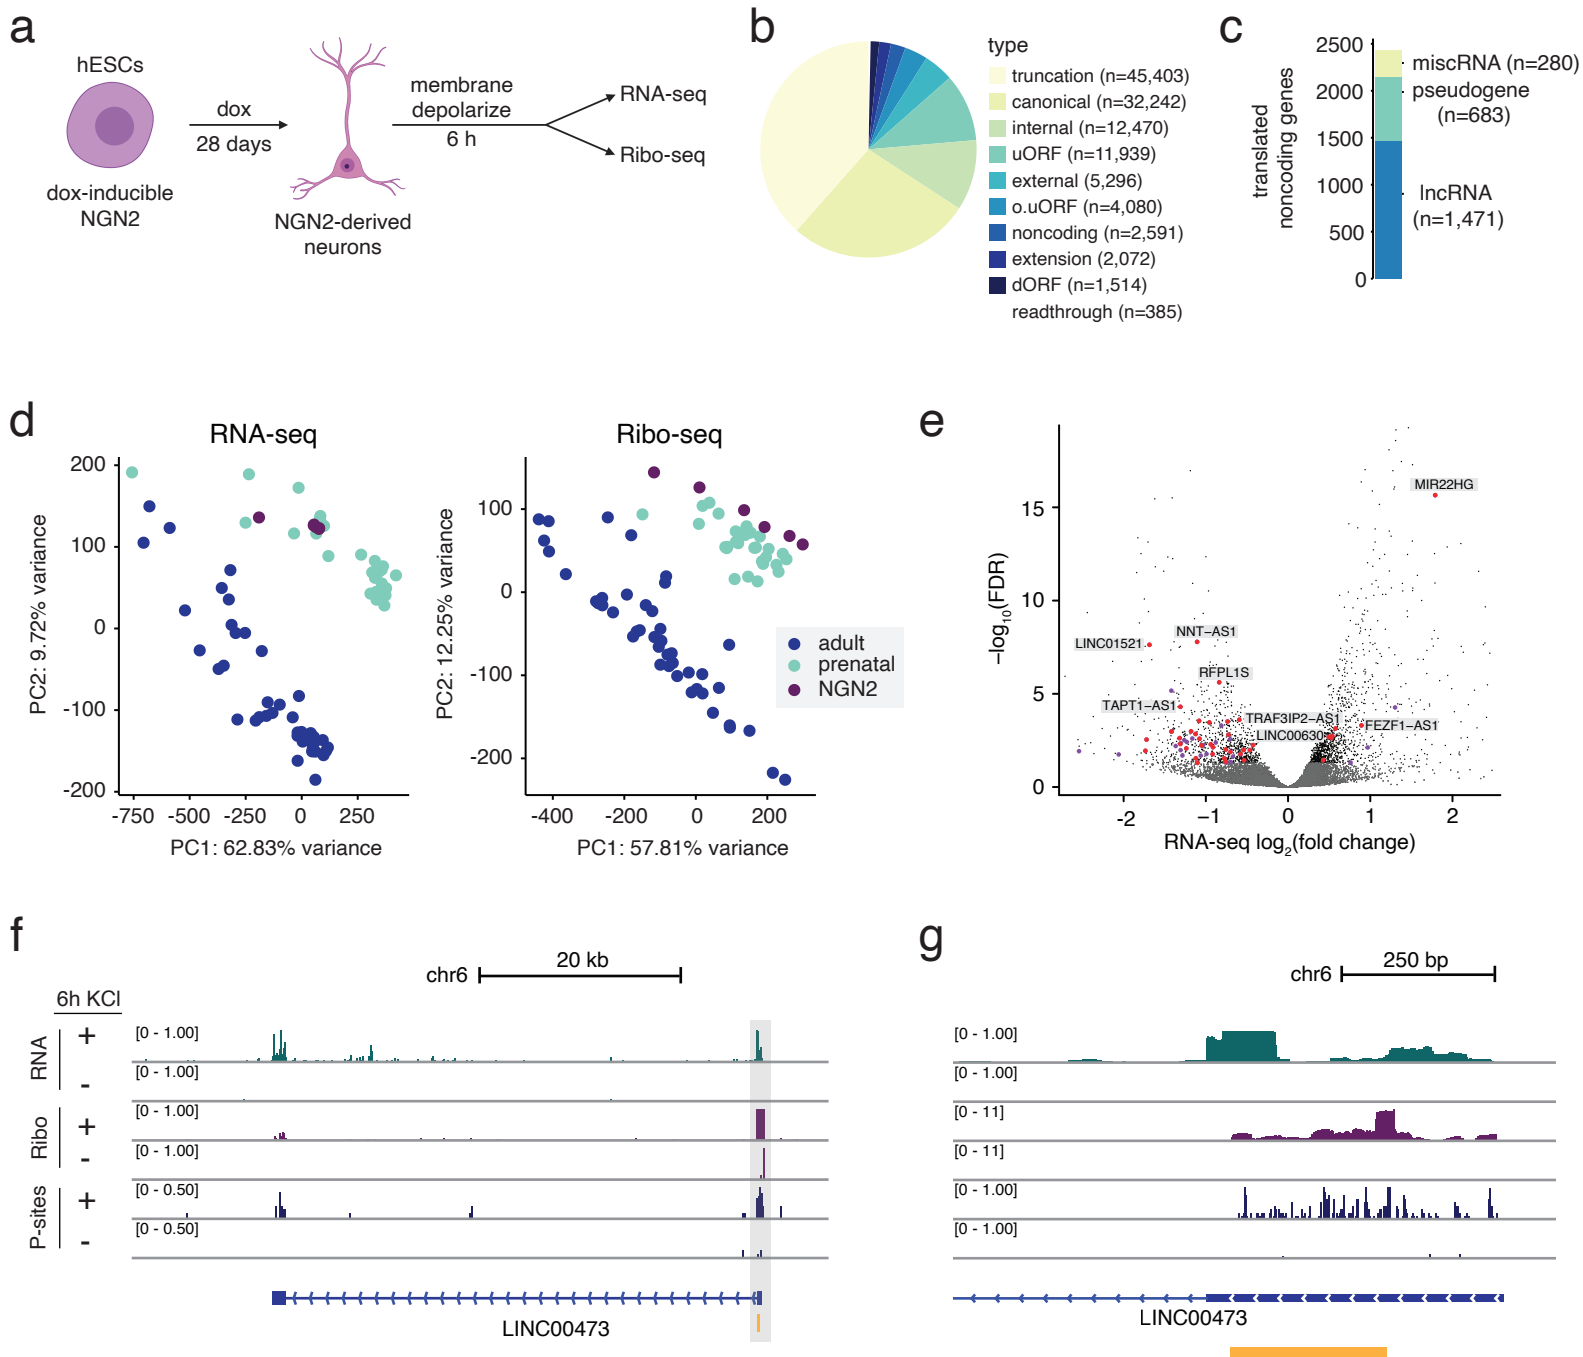 a
hESCs
dox-inducible
NGN2
dox
28 days
NGN2-derived
neurons
membrane
depolarize
6 h
RNA-seq
Ribo-seq
b
type
truncation (n=45,403)
canonical (n=32,242)
internal (n=12,470)
uORF (n=11,939)
external (5,296)
o.uORF (n=4,080)
noncoding (n=2,591)
extension (2,072)
dORF (n=1,514)
readthrough (n=385)
c
translated
noncoding genes
2500
2000
1500
1000
500
0
miscRNA (n=280)
pseudogene
(n=683)
lncRNA
(n=1,471)
d
RNA-seq
PC2: 9.72% variance
200
100
0
-100
-200
-750 -500 -250 0 250
PC1: 62.83% variance
Ribo-seq
PC2: 12.25% variance
100
0
-100
-200
-400 -200 0 200
PC1: 57.81% variance
adult
prenatal
NGN2
e
−log10(FDR)
15
10
5
0
MIR22HG
NNT−AS1
LINC01521
RFPL1S
TAPT1−AS1
TRAF3IP2−AS1
FEZF1−AS1
LINC00630
-2 −1 0 1 2
RNA-seq log2(fold change)
f
chr6
20 kb
6h KCl
RNA
+
[0 - 1.00]
-
[0 - 1.00]
Ribo
+
[0 - 1.00]
-
[0 - 1.00]
P-sites
+
[0 - 0.50]
-
[0 - 0.50]
LINC00473
g
chr6
250 bp
[0 - 1.00]
[0 - 1.00]
[0 - 11]
[0 - 11]
[0 - 1.00]
[0 - 1.00]
LINC00473